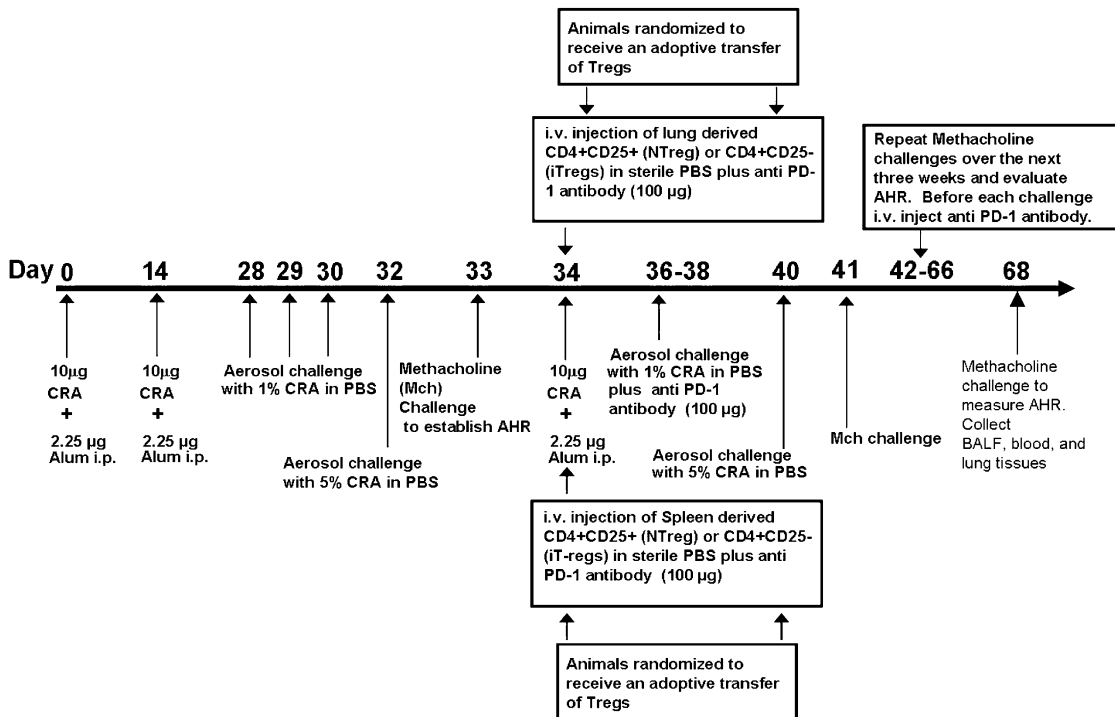 Animals randomized to
receive an adoptive transfer
of Tregs
i.v. injection of lung derived
CD4+CD25+ (NTreg) or CD4+CD25-
(iTregs) in sterile PBS plus anti PD-
1 antibody (100 µg)
Repeat Methacholine
challenges over the next
three weeks and evaluate
AHR. Before each challenge
i.v. inject anti PD-1 antibody.
Day 0 14 28 29 30 32 33 34 36-38 40 41 42-66 68
10µg
CRA
+
2.25 µg
Alum i.p.
10µg
CRA
+
2.25 µg
Alum i.p.
Aerosol challenge
with 1% CRA in PBS
Aerosol challenge
with 5% CRA in PBS
Methacholine
(Mch)
Challenge
to establish AHR
10µg
CRA
+
2.25 µg
Alum i.p.
Aerosol challenge
with 1% CRA in PBS
plus anti PD-1
antibody (100 µg)
Aerosol challenge
with 5% CRA in PBS
Mch challenge
Methacholine
challenge to
measure AHR.
Collect
BALF, blood, and
lung tissues
i.v. injection of Spleen derived
CD4+CD25+ (NTreg) or CD4+CD25-
(iT-regs) in sterile PBS plus anti
PD-1 antibody (100 µg)
Animals randomized to
receive an adoptive transfer
of Tregs